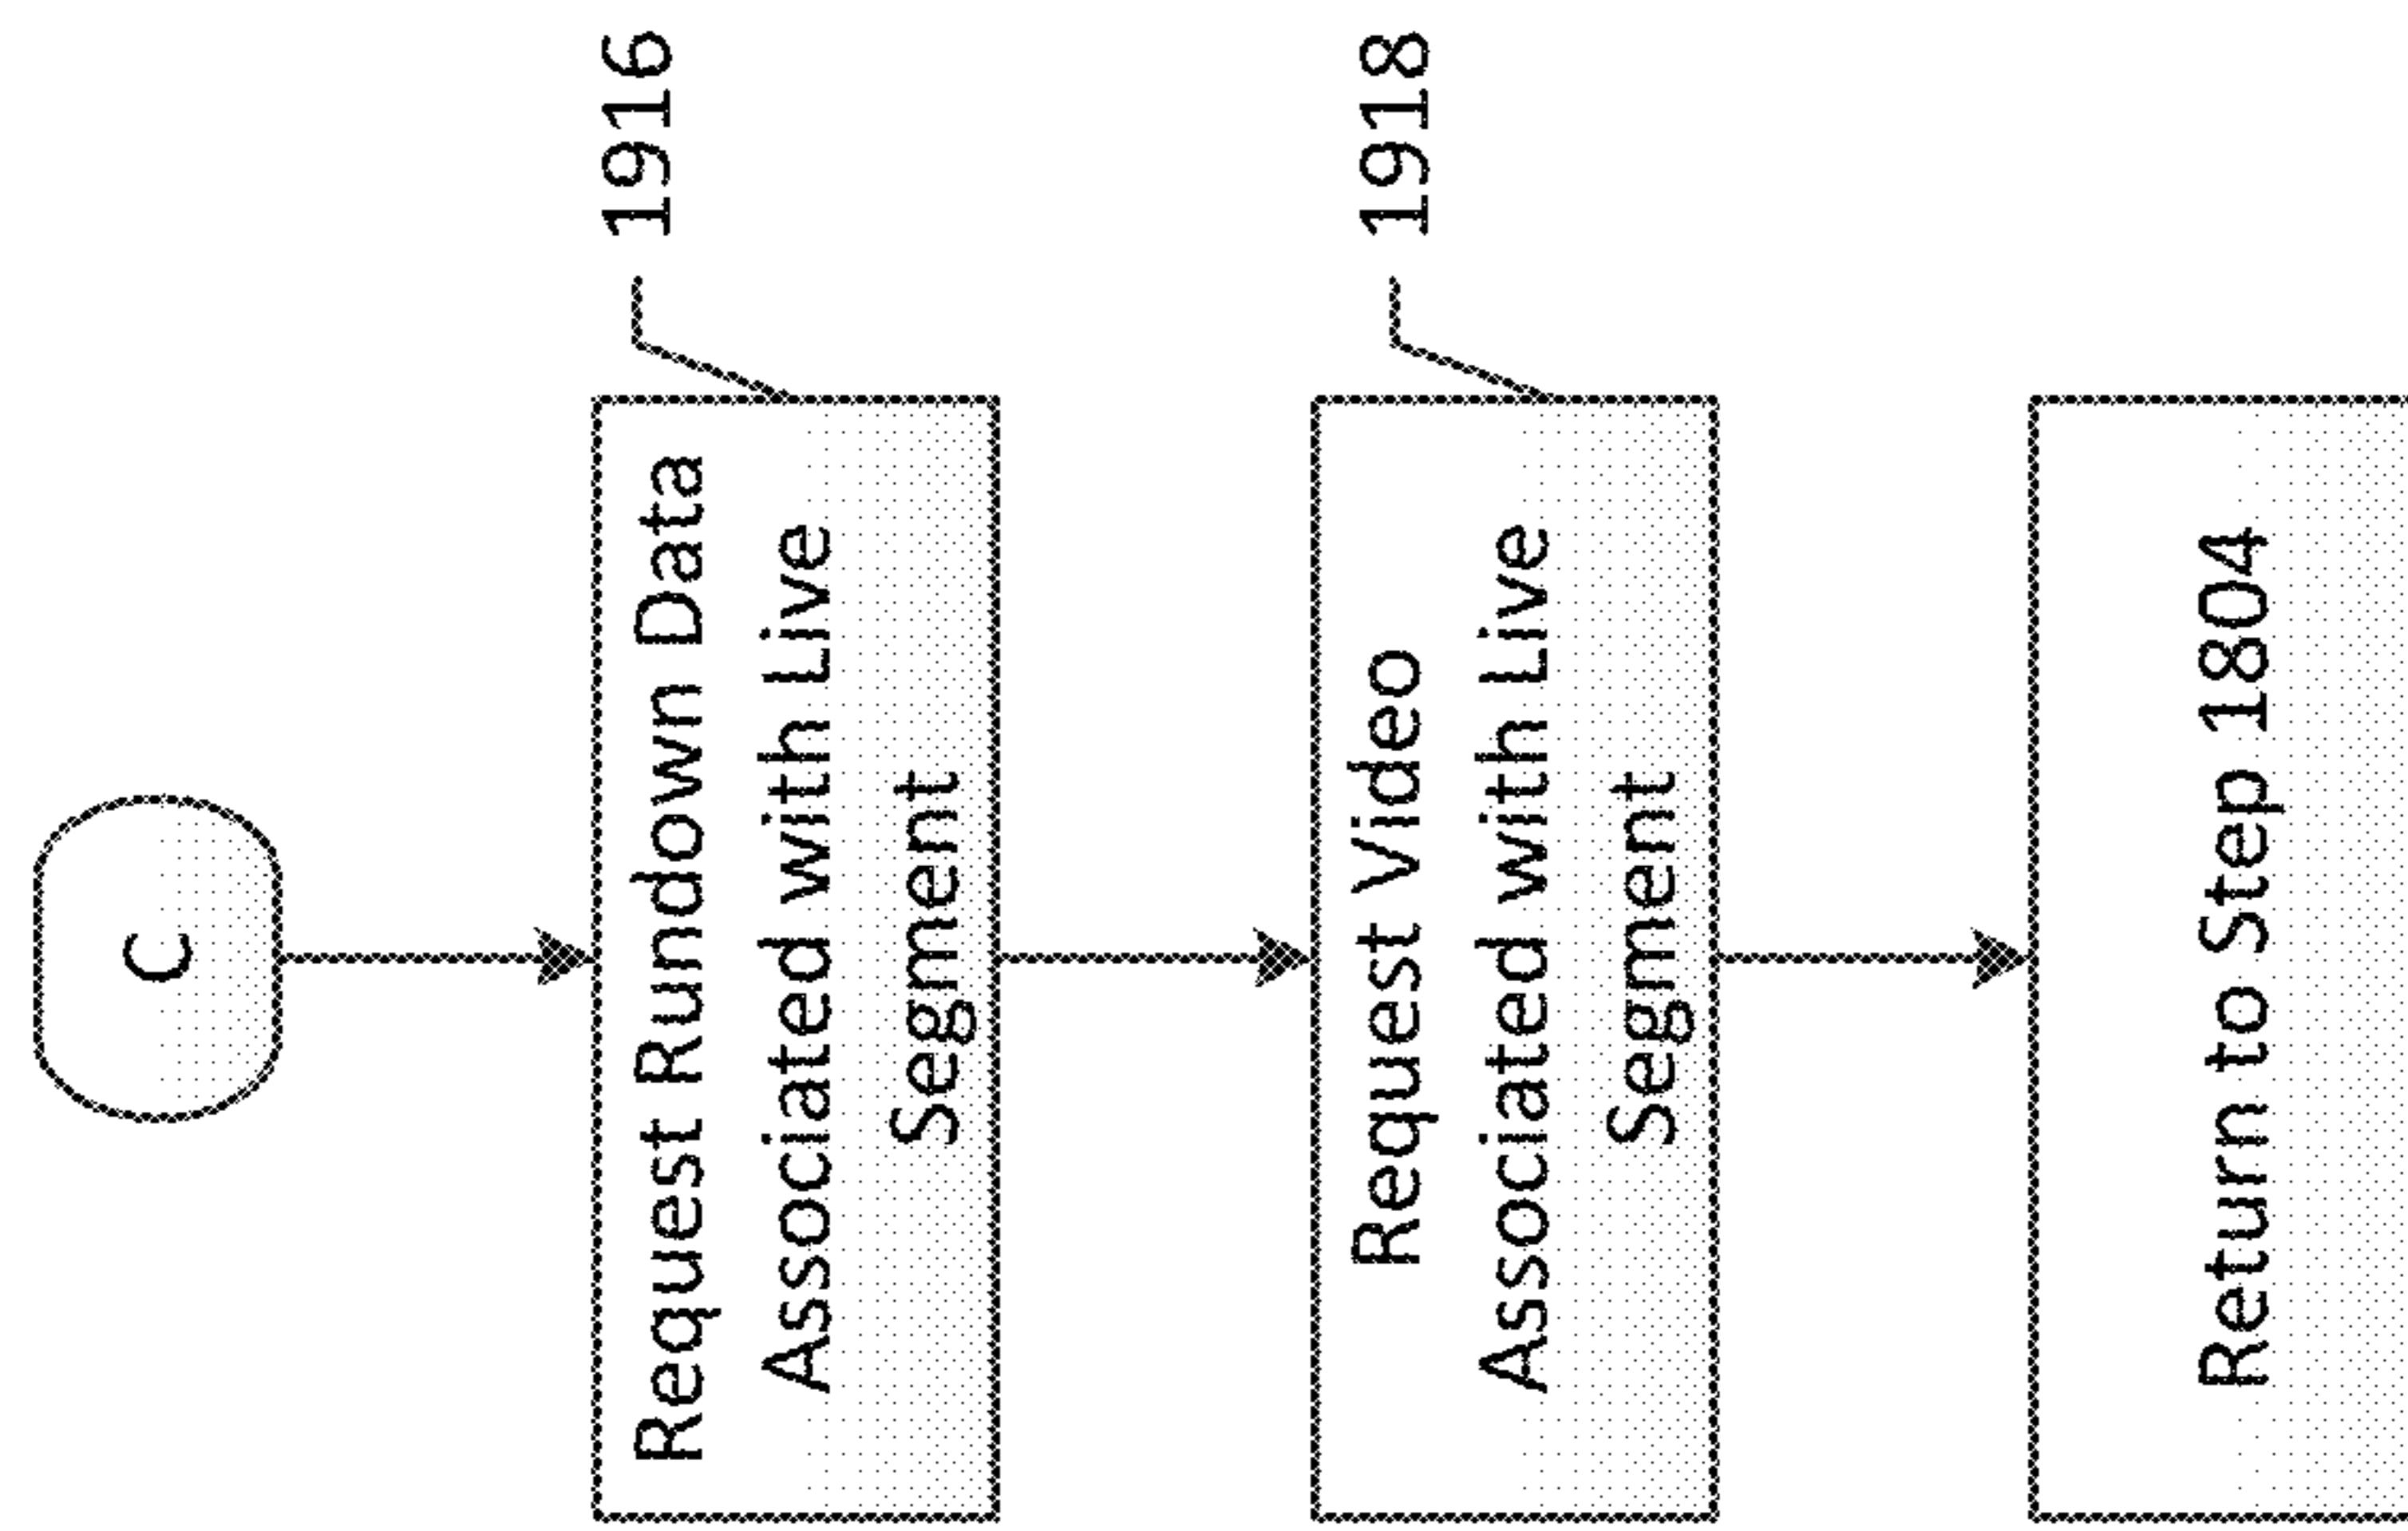 C
Request Rundown Data
Associated with Live
Segment
1916
Request Video
Associated with Live
Segment
1918
Return to Step 1804